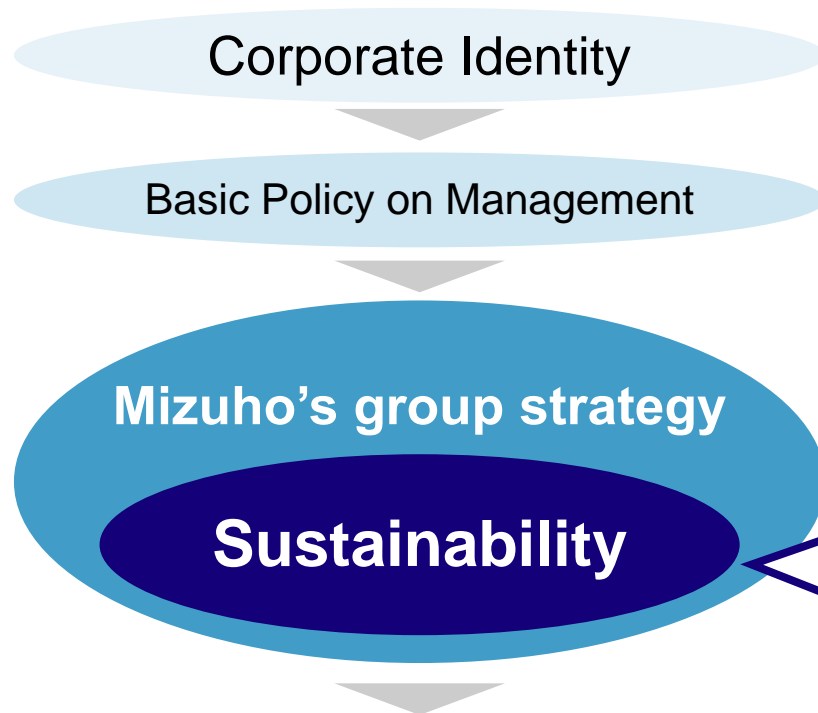 Corporate Identity
Basic Policy on Management
Mizuho’s group strategy
Sustainability